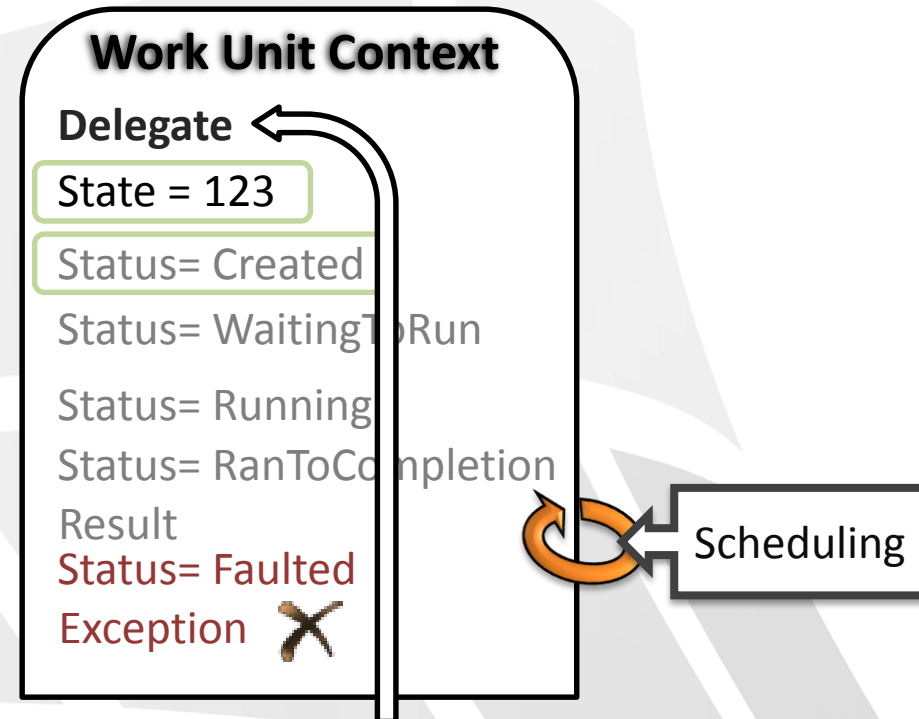 Work Unit Context
Delegate
State = 123
Status= Created
Status= WaitingToRun
Status= Running
Status= RanToCompletion
Result
Status= Faulted
Exception
Scheduling